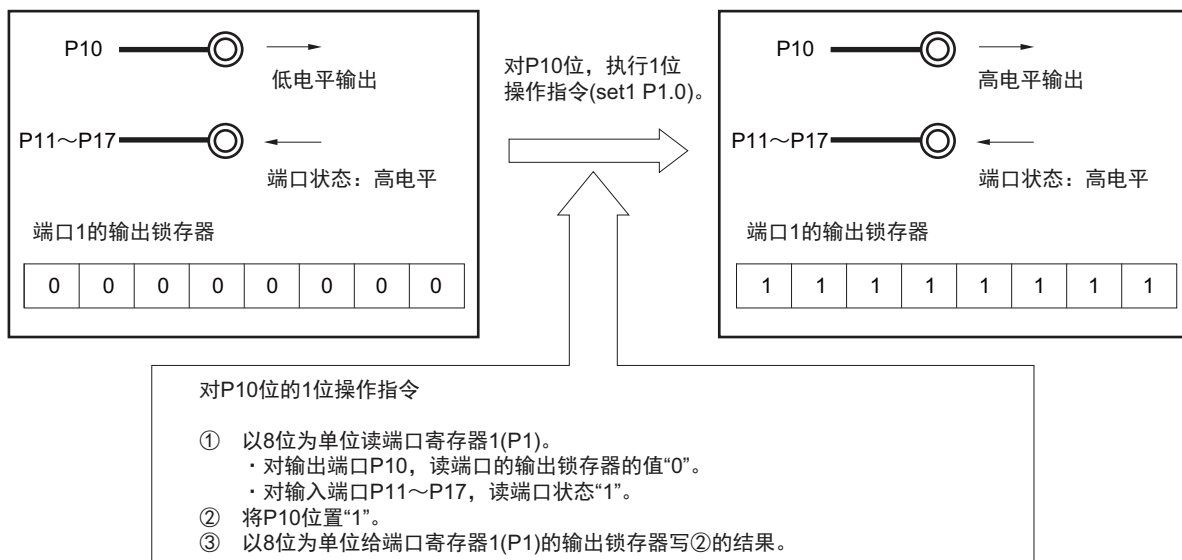 P10
低电平输出
P11～P17
端口状态：高电平
端口1的输出锁存器
0 0 0 0 0 0 0 0
对P10位，执行1位
操作指令(set1 P1.0)。
P10
高电平输出
P11～P17
端口状态：高电平
端口1的输出锁存器
1 1 1 1 1 1 1 1
对P10位的1位操作指令
① 以8位为单位读端口寄存器1(P1)。
・对输出端口P10，读端口的输出锁存器的值“0”。
・对输入端口P11～P17，读端口状态“1”。
② 将P10位置“1”。
③ 以8位为单位给端口寄存器1(P1)的输出锁存器写②的结果。